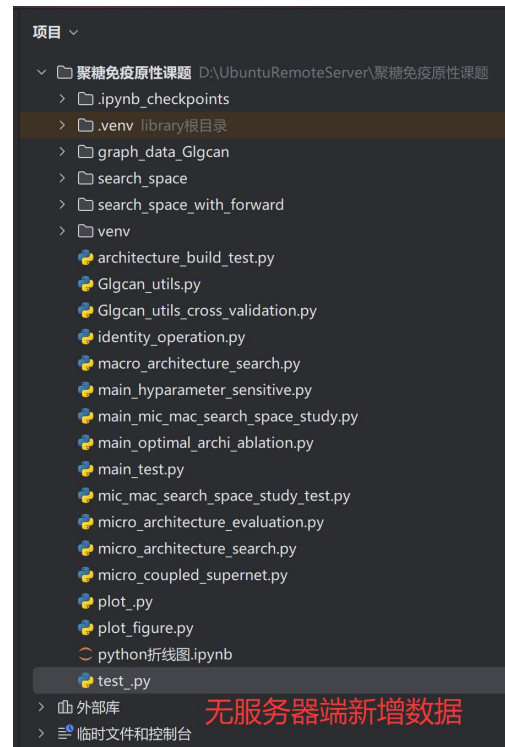 项目
聚糖免疫原性课题 D:\UbuntuRemoteServer\聚糖免疫原性课题
.ipynb_checkpoints
.venv library根目录
graph_data_Glgcan
search_space
search_space_with_forward
venv
architecture_build_test.py
Glgcan_utils.py
Glgcan_utils_cross_validation.py
identity_operation.py
macro_architecture_search.py
main_hyparameter_sensitive.py
main_mic_mac_search_space_study.py
main_optimal_archi_ablation.py
main_test.py
mic_mac_search_space_study_test.py
micro_architecture_evaluation.py
micro_architecture_search.py
micro_coupled_supernet.py
plot_.py
plot_figure.py
python折线图.ipynb
test_.py
外部库
无服务器端新增数据
临时文件和控制台